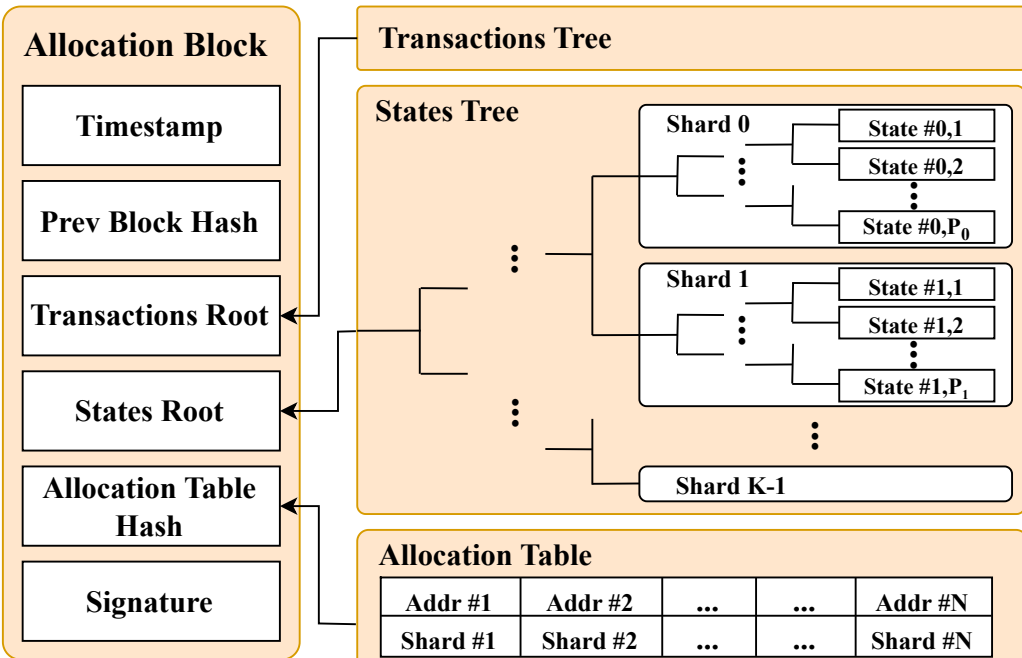 Allocation Block
Timestamp
Prev Block Hash
Transactions Root
States Root
Allocation Table
Hash
Signature
Transactions Tree
States Tree
Shard 0
State #0,1
State #0,2
State #0,P₀
Shard 1
State #1,1
State #1,2
State #1,P₁
Shard K-1
Allocation Table
Addr #1 Addr #2 ... ... Addr #N
Shard #1 Shard #2 ... ... Shard #N